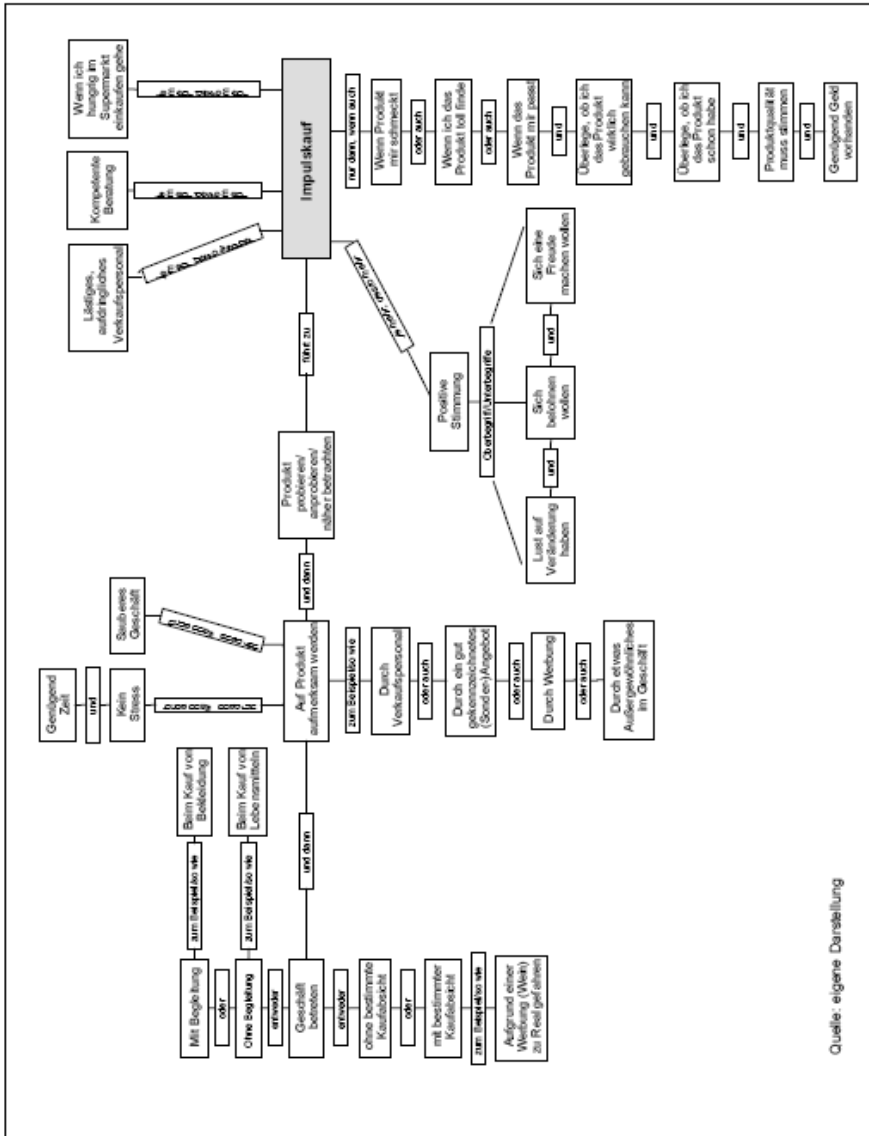 Wenn ich
hungrig im
Supermarkt
einkaufen gehe
Kompetente
Beratung
Lästiges,
aufdringliches
Verkaufspersonal
Impulskauf
nur dann, wenn auch
Wenn Produkt
mir schmeckt
oder auch
Wenn ich das
Produkt toll finde
oder auch
Wenn das
Produkt mir passt
und
Überlege, ob ich
das Produkt
wirklich
gebrauchen kann
und
Überlege, ob ich
das Produkt
schon habe
und
Produktqualität
muss stimmen
und
Genügend Geld
vorhanden
führt zu
Positive
Stimmung
Oberbegriff/Unterbegriffe
Sich eine
Freude
machen wollen
und
Sich
belohnen
wollen
und
Lust auf
Veränderung
haben
Produkt
probieren/
anprobieren/
näher betrachten
und dann
Sauberes
Geschäft
Genügend
Zeit
und
Kein
Stress
Auf Produkt
aufmerksam werden
zum Beispiel/so wie
Durch
Verkaufspersonal
oder auch
Durch ein gut
gekennzeichnetes
(Sonder-)Angebot
oder auch
Durch Werbung
oder auch
Durch etwas
Außergewöhnliches
im Geschäft
und dann
Beim Kauf von
Bekleidung
zum Beispiel/so wie
Mit Begleitung
oder
Beim Kauf von
Lebensmitteln
zum Beispiel/so wie
Ohne Begleitung
entweder
Geschäft
betreten
entweder
ohne bestimmte
Kaufabsicht
oder
mit bestimmter
Kaufabsicht
zum Beispiel/so wie
Aufgrund einer
Werbung (Wein)
zu Real gefahren
Quelle: eigene Darstellung